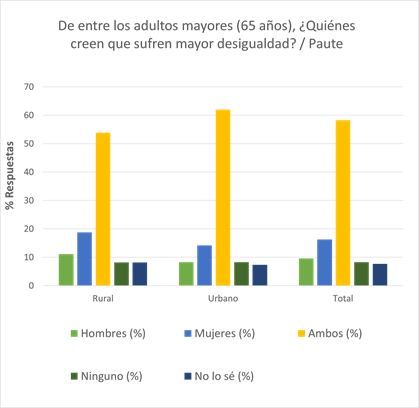 De entre los adultos mayores (65 años), ¿Quiénes
creen que sufren mayor desigualdad? / Paute
% Respuestas
70
60
50
40
30
20
10
0
Rural
Urbano
Total
Hombres (%)
Mujeres (%)
Ambos (%)
Ninguno (%)
No lo sé (%)